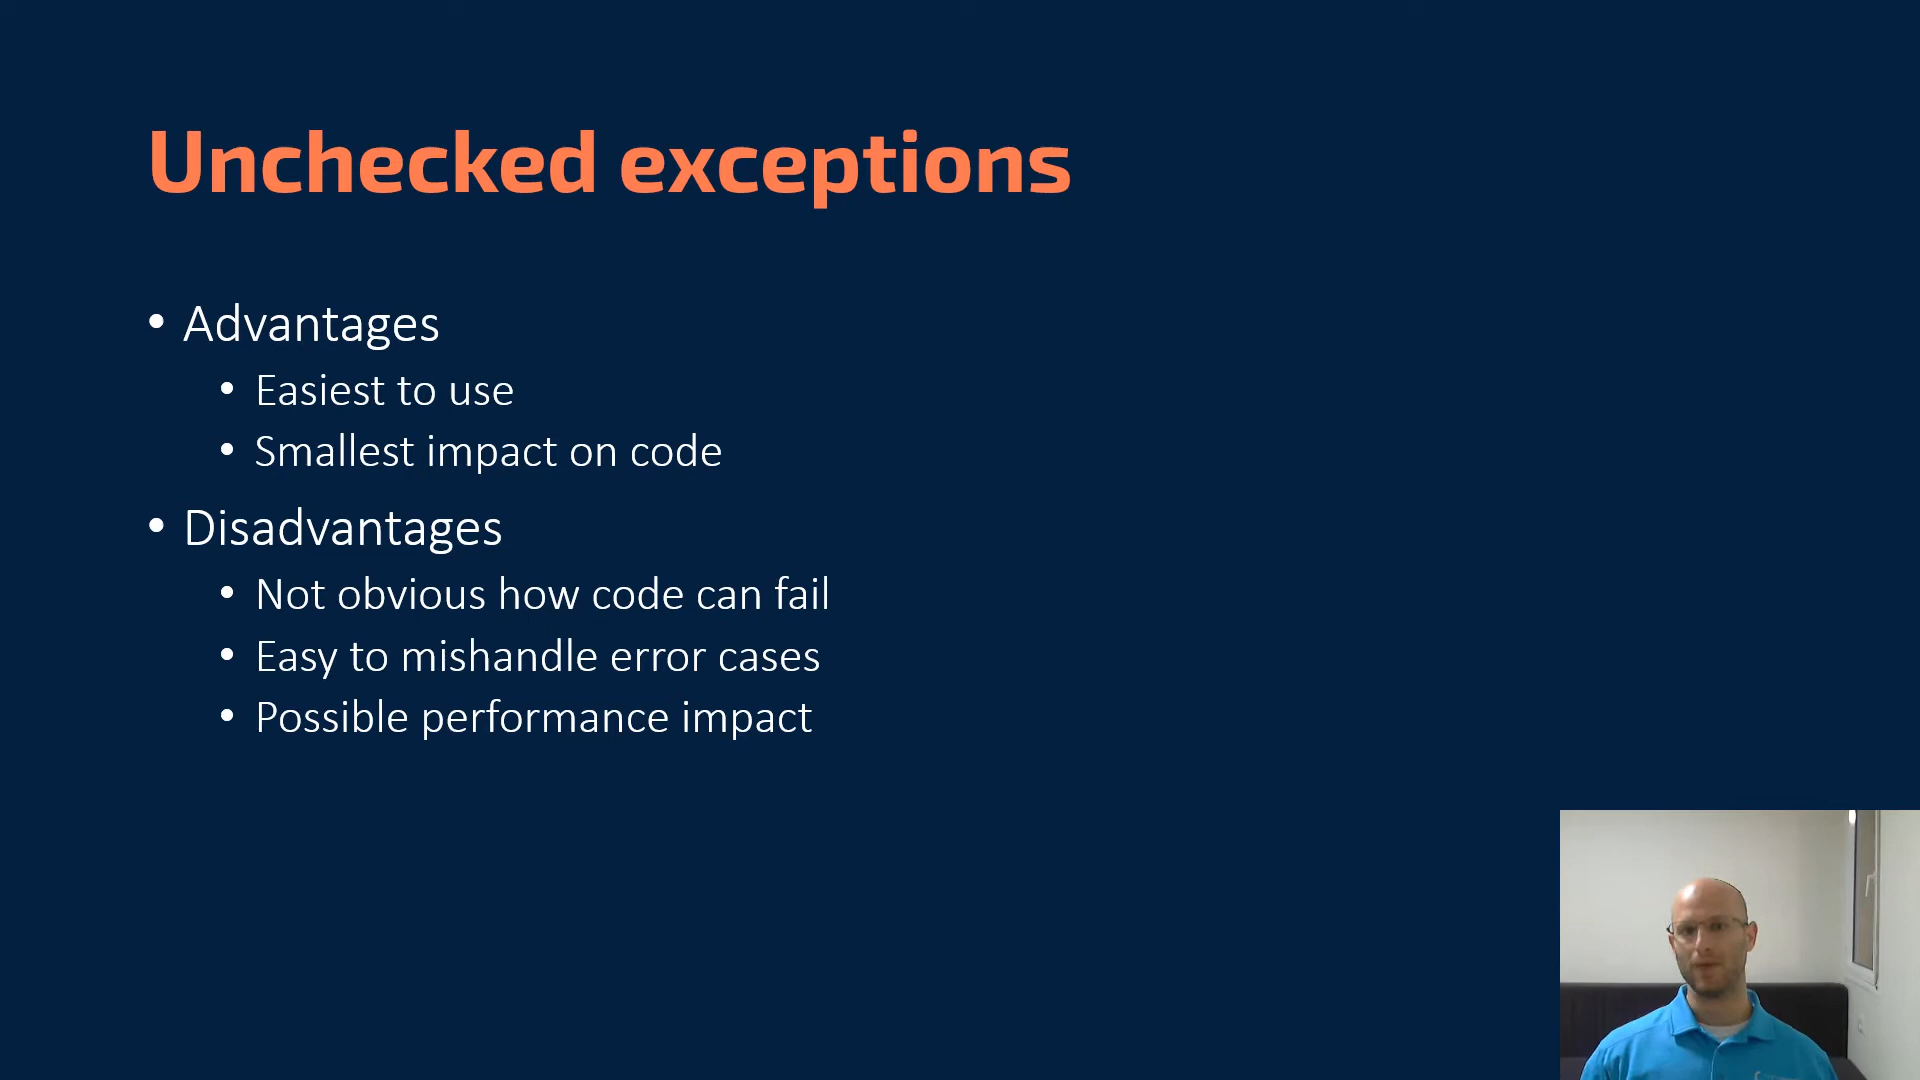 Unchecked exceptions
• Advantages
• Easiest to use
• Smallest impact on code
• Disadvantages
• Not obvious how code can fail
• Easy to mishandle error cases
• Possible performance impact